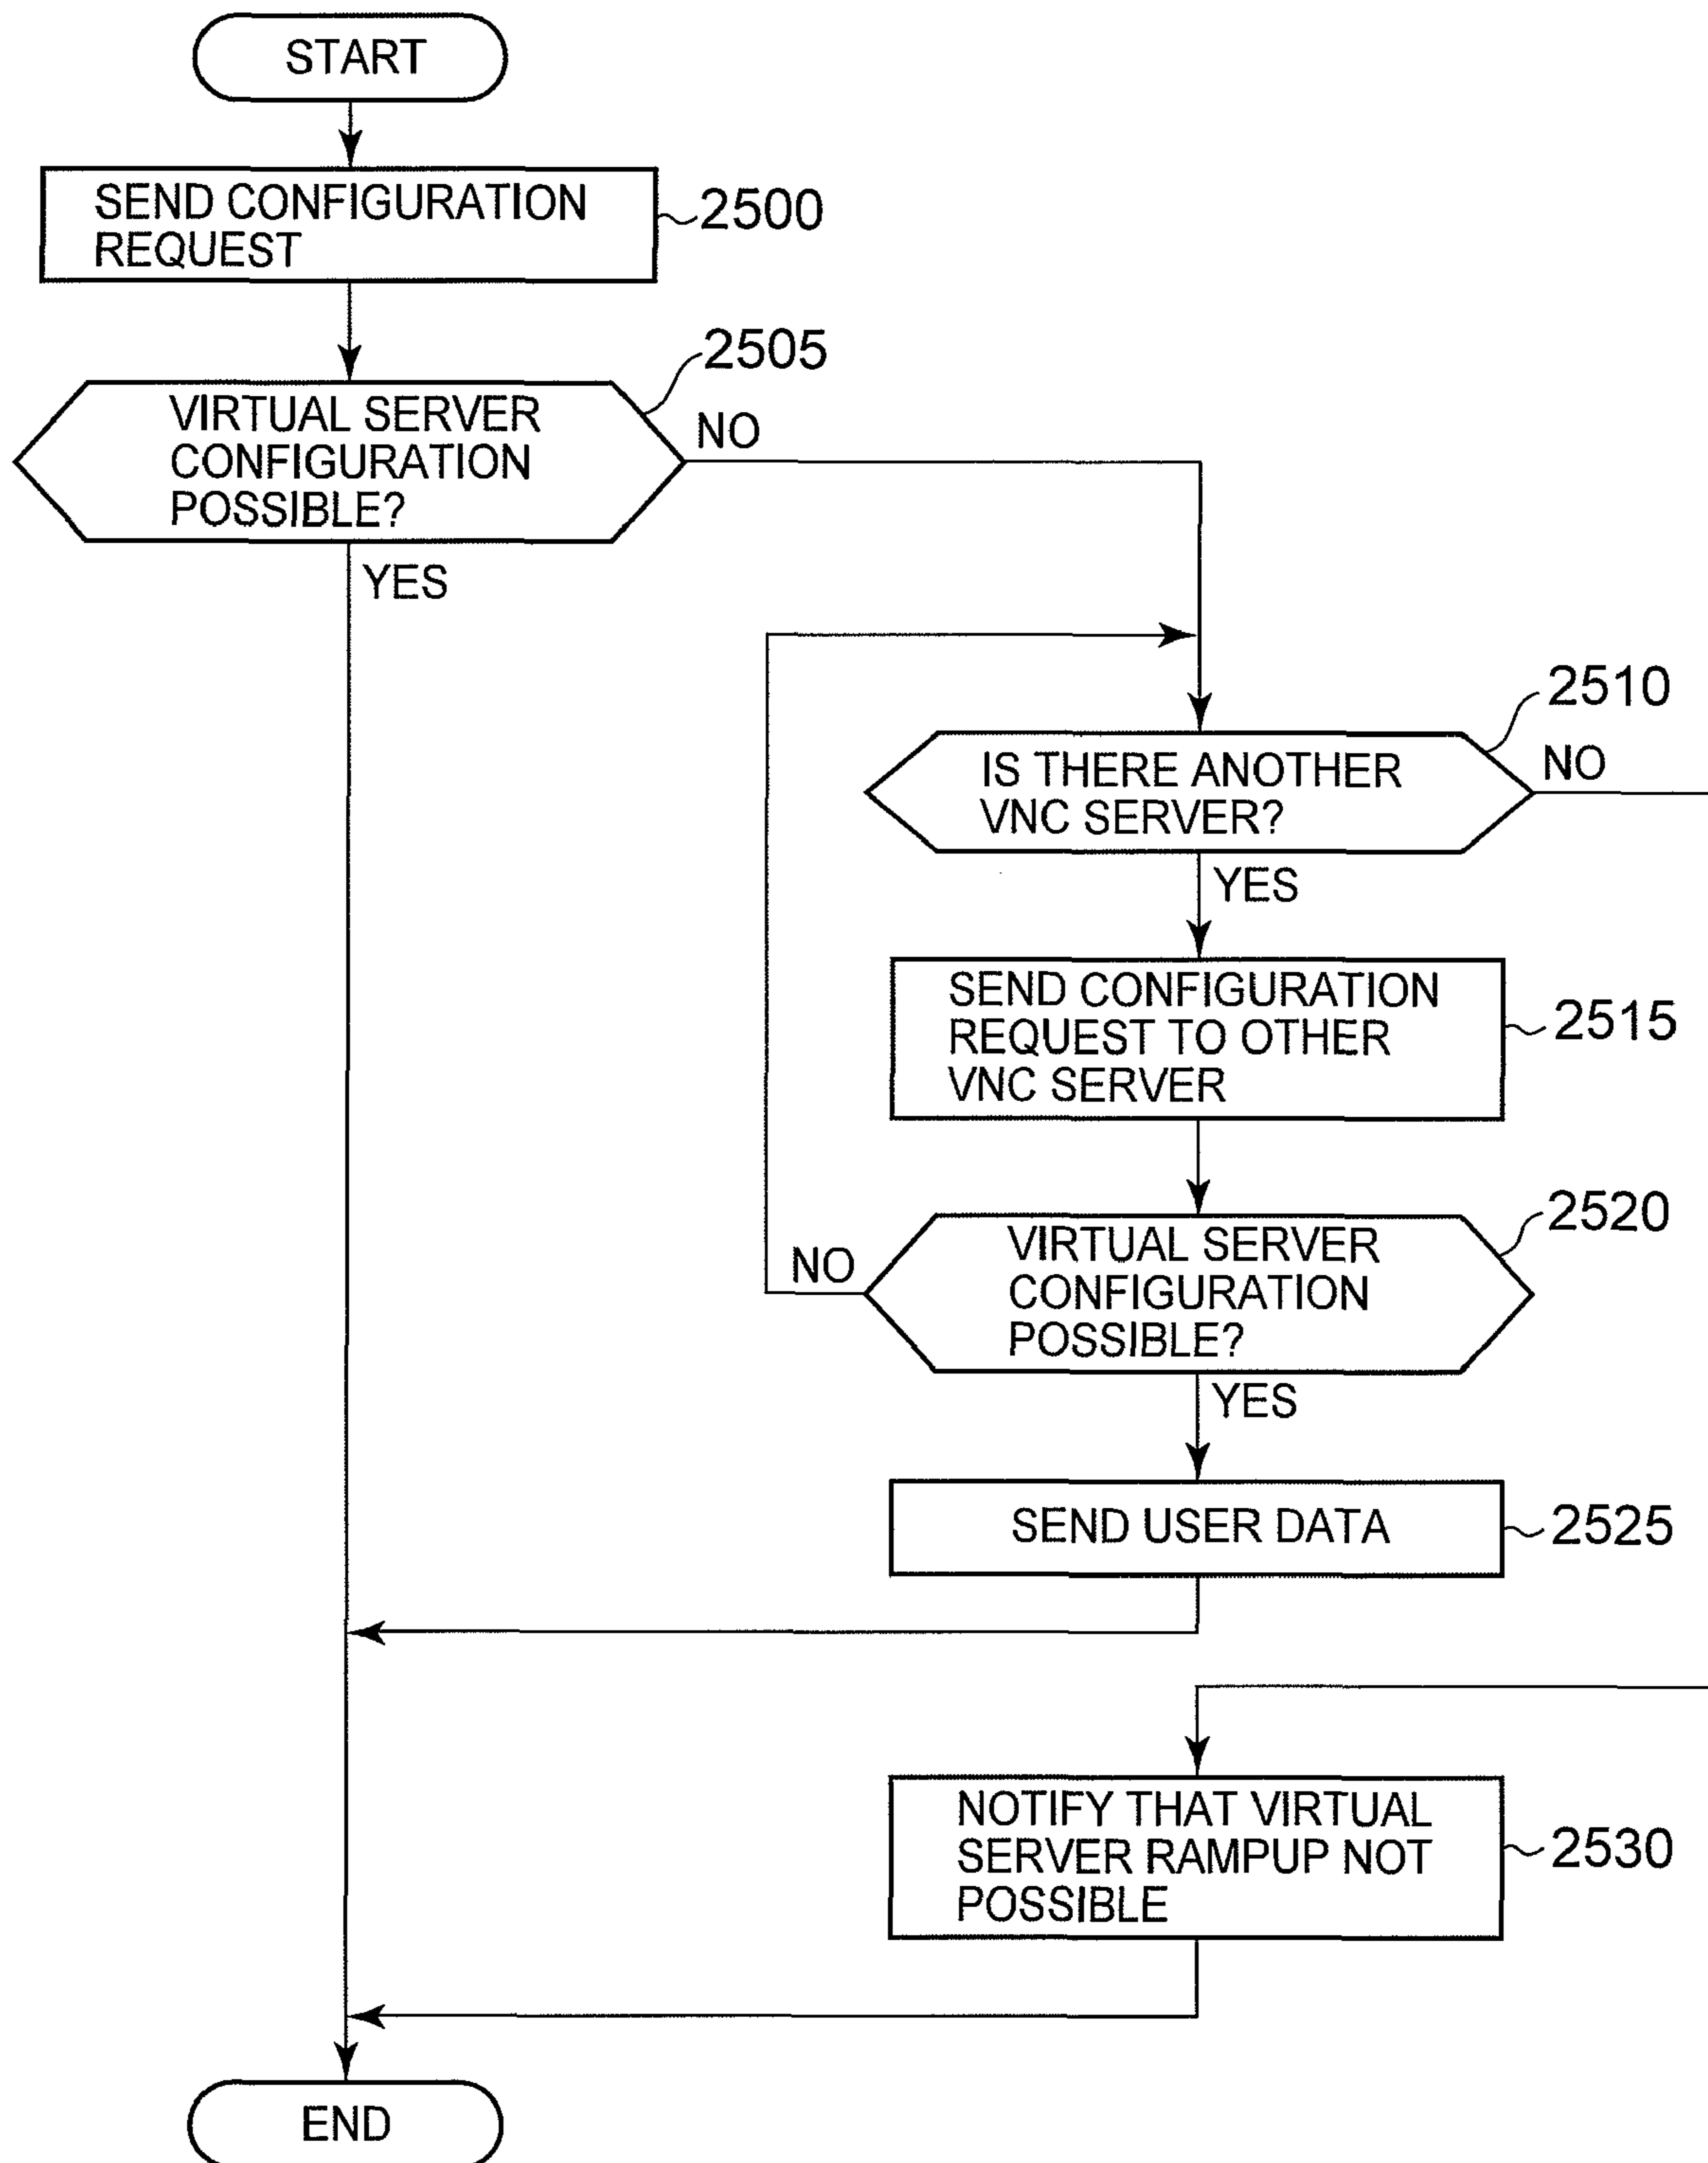 START
SEND CONFIGURATION
REQUEST
2500
2505
VIRTUAL SERVER
CONFIGURATION
POSSIBLE?
NO
YES
2510
IS THERE ANOTHER
VNC SERVER?
NO
YES
SEND CONFIGURATION
REQUEST TO OTHER
VNC SERVER
2515
2520
VIRTUAL SERVER
CONFIGURATION
POSSIBLE?
NO
YES
SEND USER DATA
2525
NOTIFY THAT VIRTUAL
SERVER RAMPUP NOT
POSSIBLE
2530
END